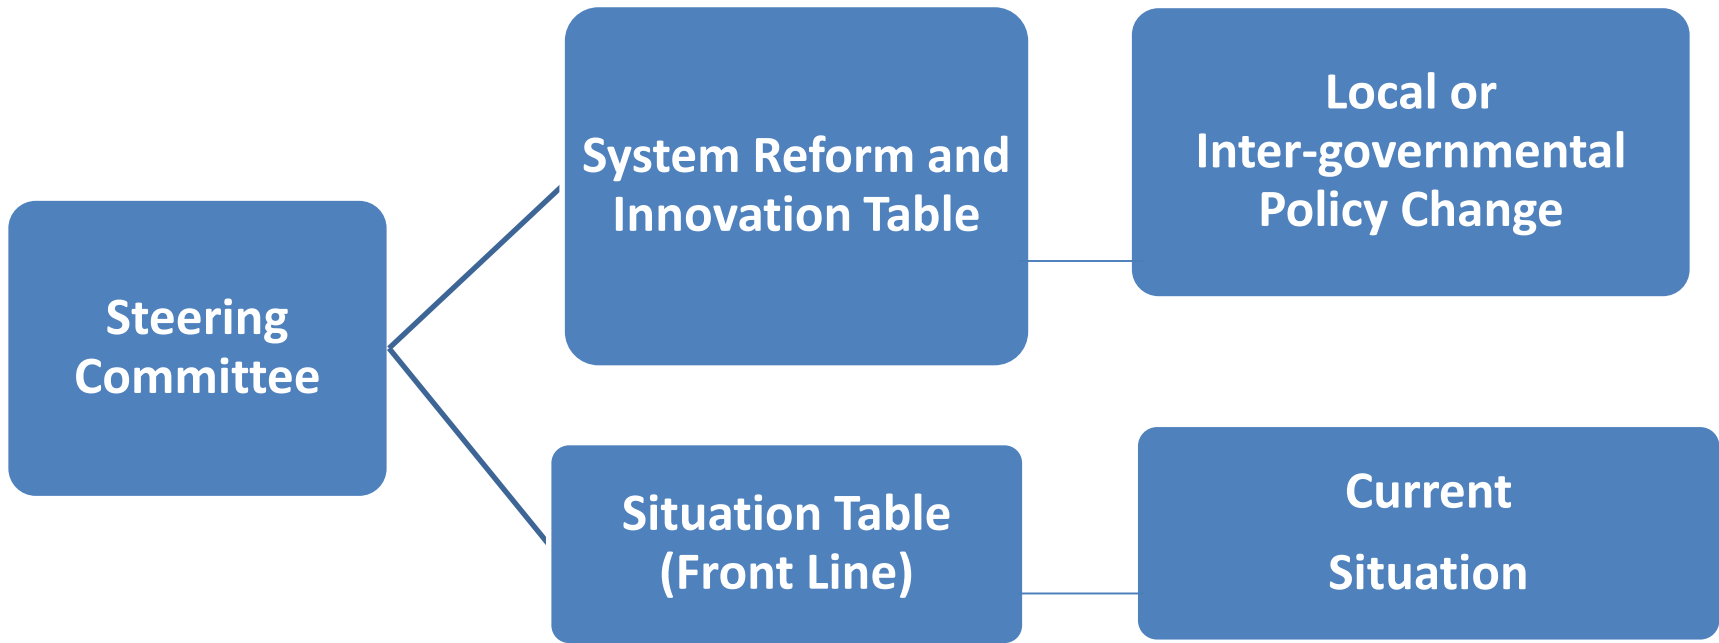 Steering
Committee
System Reform and
Innovation Table
Local or
Inter-governmental
Policy Change
Situation Table
(Front Line)
Current
Situation